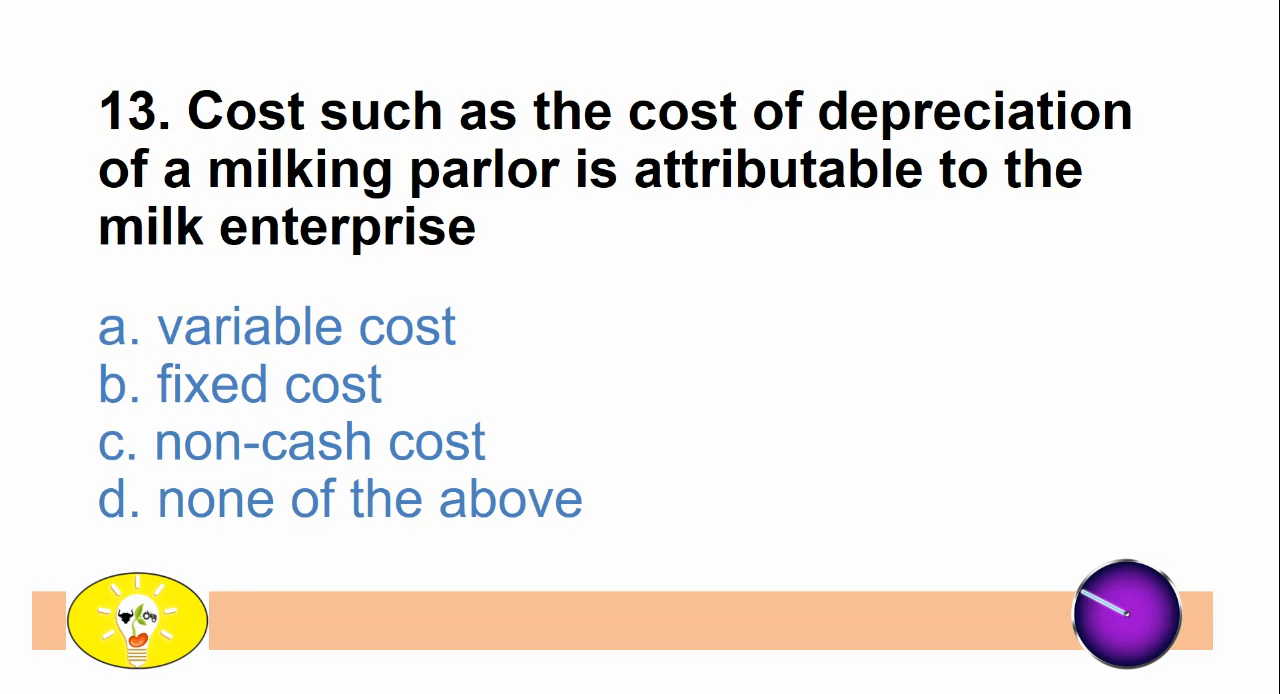 13. Cost such as the cost of depreciation
of a milking parlor is attributable to the
milk enterprise
a. variable cost
b. fixed cost
c. non-cash cost
d. none of the above